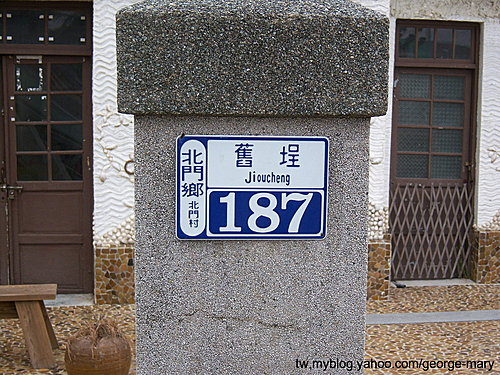 北門鄉
北門村
舊埕
Jioucheng
187
tw.myblog.yahoo.com/george-mary